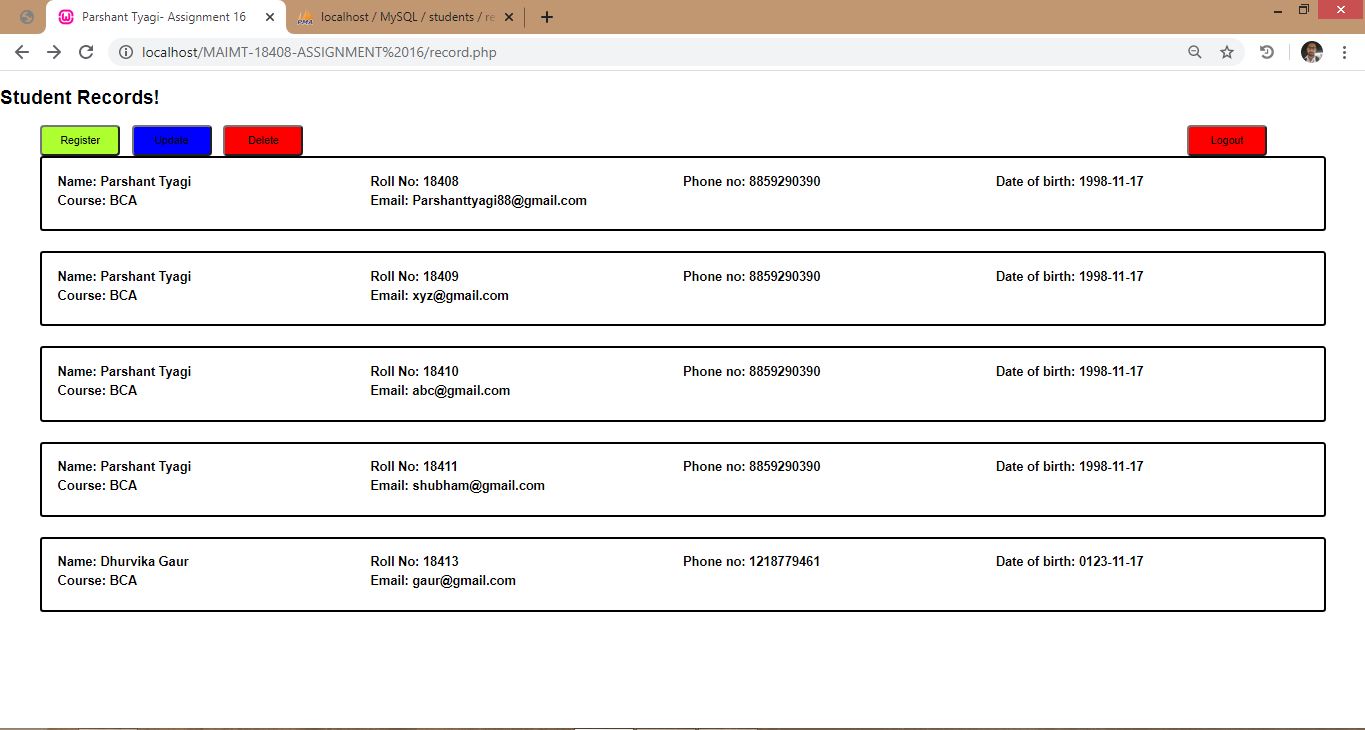 Parshant Tyagi- Assignment 16
localhost / MySQL / students / re
localhost/MAIMT-18408-ASSIGNMENT%2016/record.php
Student Records!
Register Update Delete Logout
Name: Parshant Tyagi Roll No: 18408 Phone no: 8859290390 Date of birth: 1998-11-17
Course: BCA Email: Parshanttyagi88@gmail.com
Name: Parshant Tyagi Roll No: 18409 Phone no: 8859290390 Date of birth: 1998-11-17
Course: BCA Email: xyz@gmail.com
Name: Parshant Tyagi Roll No: 18410 Phone no: 8859290390 Date of birth: 1998-11-17
Course: BCA Email: abc@gmail.com
Name: Parshant Tyagi Roll No: 18411 Phone no: 8859290390 Date of birth: 1998-11-17
Course: BCA Email: shubham@gmail.com
Name: Dhurvika Gaur Roll No: 18413 Phone no: 1218779461 Date of birth: 0123-11-17
Course: BCA Email: gaur@gmail.com